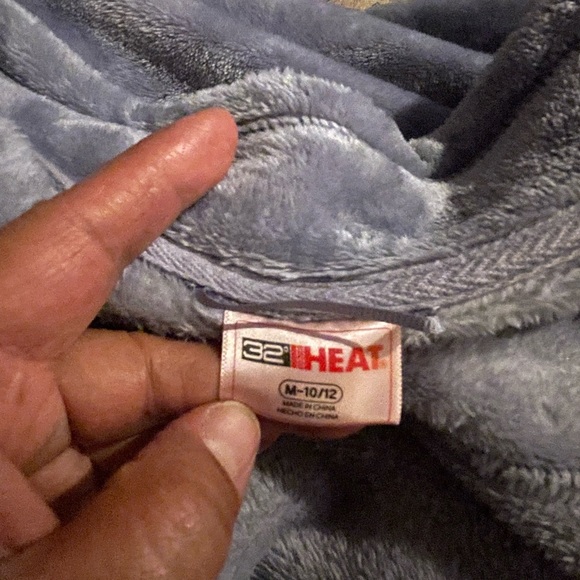 32° HEAT
M-10/12
MADE IN CHINA
HECHO EN CHINA